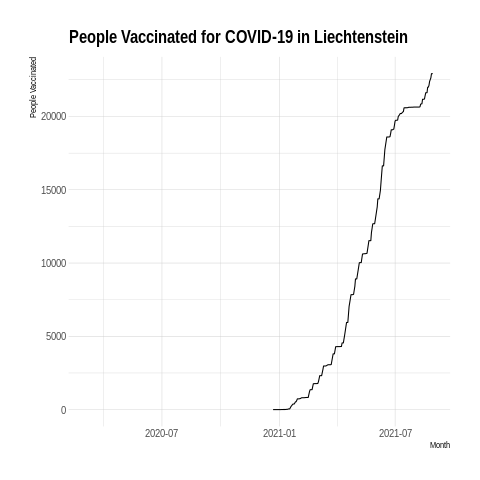 People Vaccinated for COVID-19 in Liechtenstein
People Vaccinated
20000
15000
10000
5000
0
2020-07
2021-01
2021-07
Month